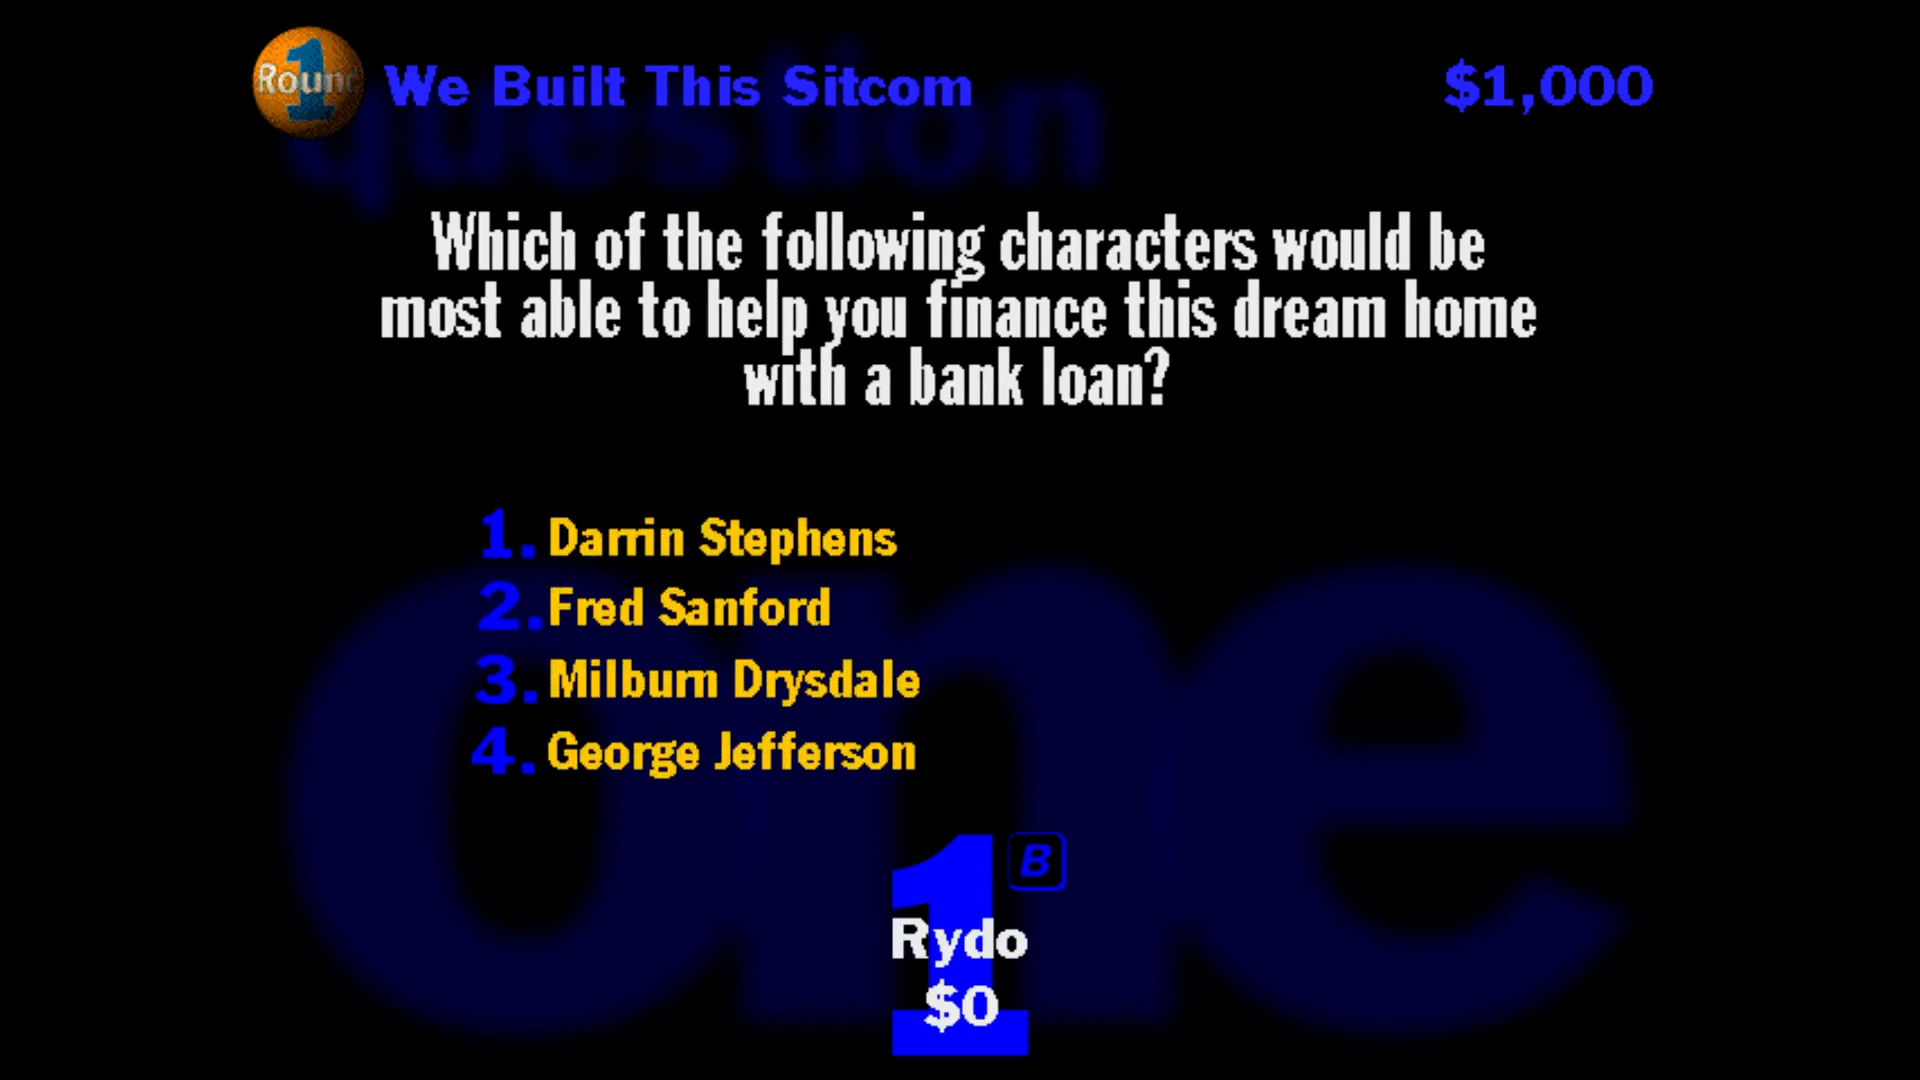 Round 1
We Built This Sitcom
$1,000
question
Which of the following characters would be
most able to help you finance this dream home
with a bank loan?
1. Darrin Stephens
2. Fred Sanford
3. Milburn Drysdale
4. George Jefferson
one
1
B
Rydo
$0